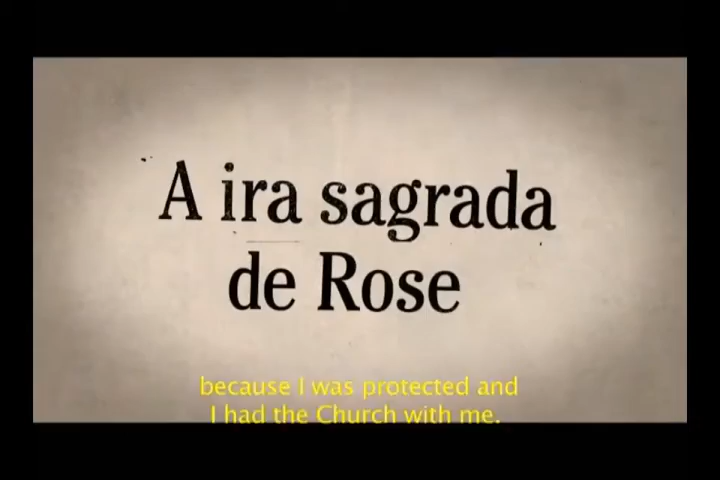 A ira sagrada
de Rose
because I was protected and
I had the Church with me.